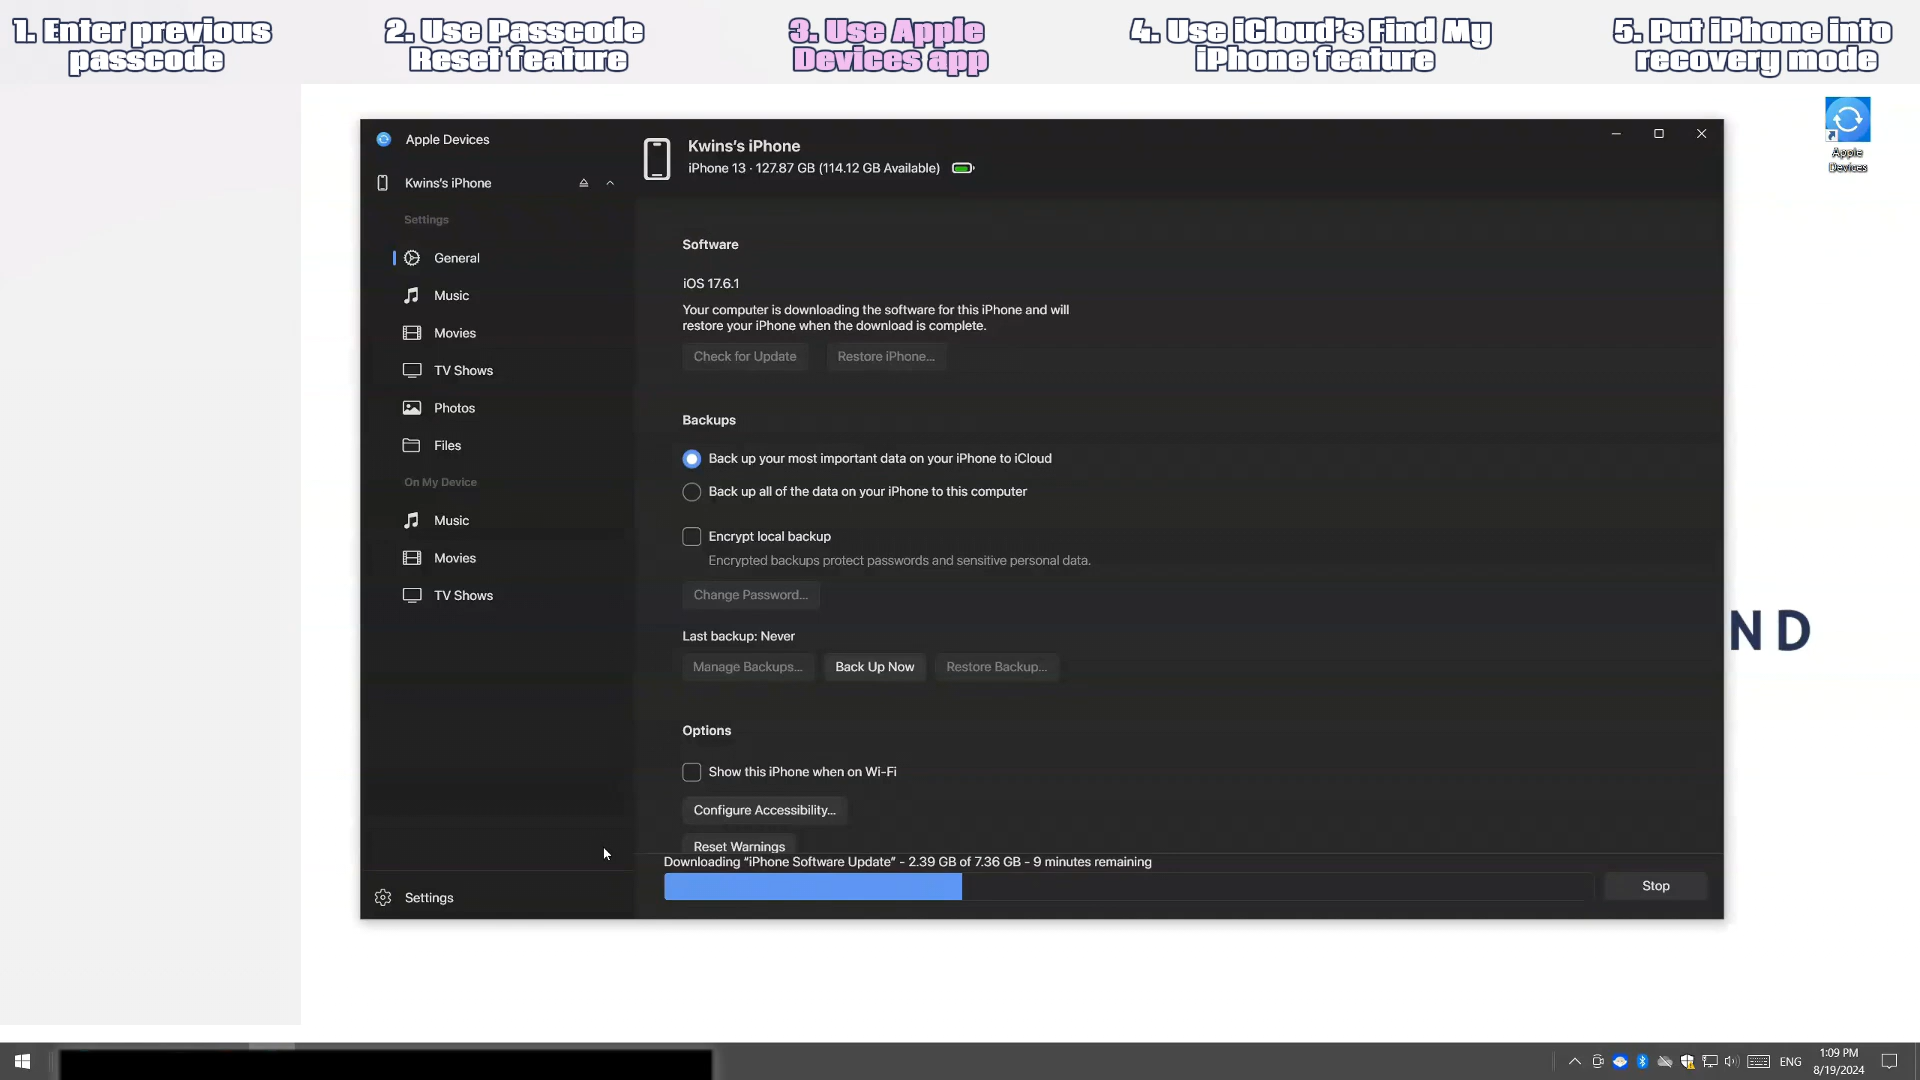 1. Enter previous
passcode
2. Use Passcode
Reset feature
3. Use Apple
Devices app
4. Use iCloud's Find My
iPhone feature
5. Put iPhone into
recovery mode
Apple Devices
Kwins's iPhone
Settings
General
Music
Movies
TV Shows
Photos
Files
On My Device
Music
Movies
TV Shows
Settings
Kwins's iPhone
iPhone 13 · 127.87 GB (114.12 GB Available)
Software
iOS 17.6.1
Your computer is downloading the software for this iPhone and will
restore your iPhone when the download is complete.
Check for Update
Restore iPhone...
Backups
Back up your most important data on your iPhone to iCloud
Back up all of the data on your iPhone to this computer
Encrypt local backup
Encrypted backups protect passwords and sensitive personal data.
Change Password...
Last backup: Never
Manage Backups...
Back Up Now
Restore Backup...
Options
Show this iPhone when on Wi-Fi
Configure Accessibility...
Reset Warnings
Downloading “iPhone Software Update” - 2.39 GB of 7.36 GB - 9 minutes remaining
Stop
Apple
Devices
ND
ENG
1:09 PM
8/19/2024